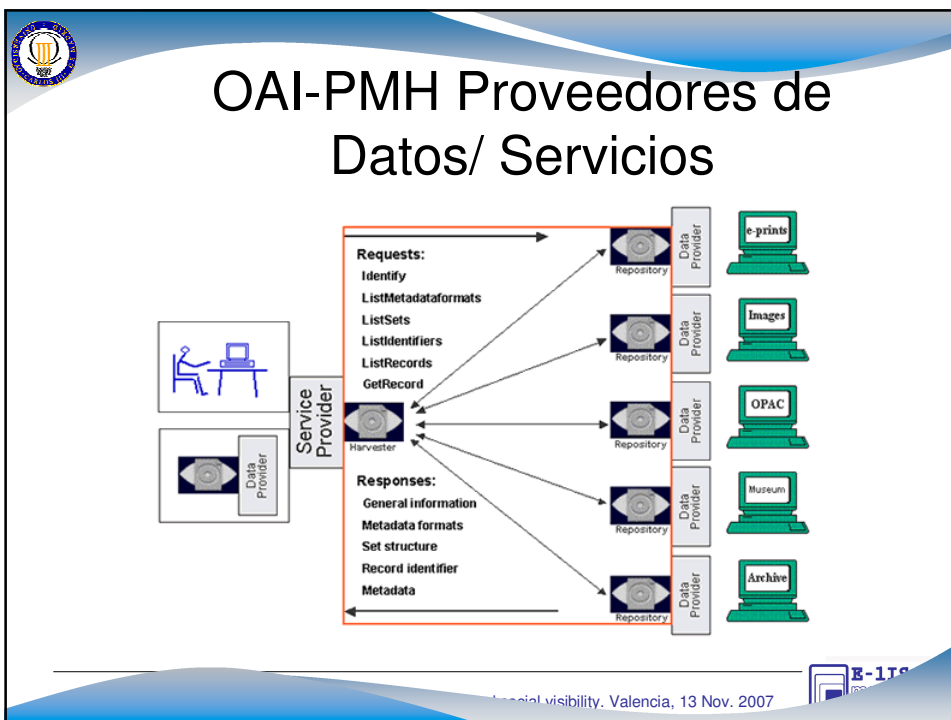 OAI-PMH Proveedores de
Datos/ Servicios
Requests:
Identify
ListMetadataformats
ListSets
ListIdentifiers
ListRecords
GetRecord
Service
Provider
Harvester
Data
Provider
Responses:
General information
Metadata formats
Set structure
Record identifier
Metadata
Repository
Data
Provider
e-prints
Repository
Data
Provider
Images
Repository
Data
Provider
OPAC
Repository
Data
Provider
Museum
Repository
Data
Provider
Archive
social visibility. Valencia, 13 Nov. 2007
E-LIS